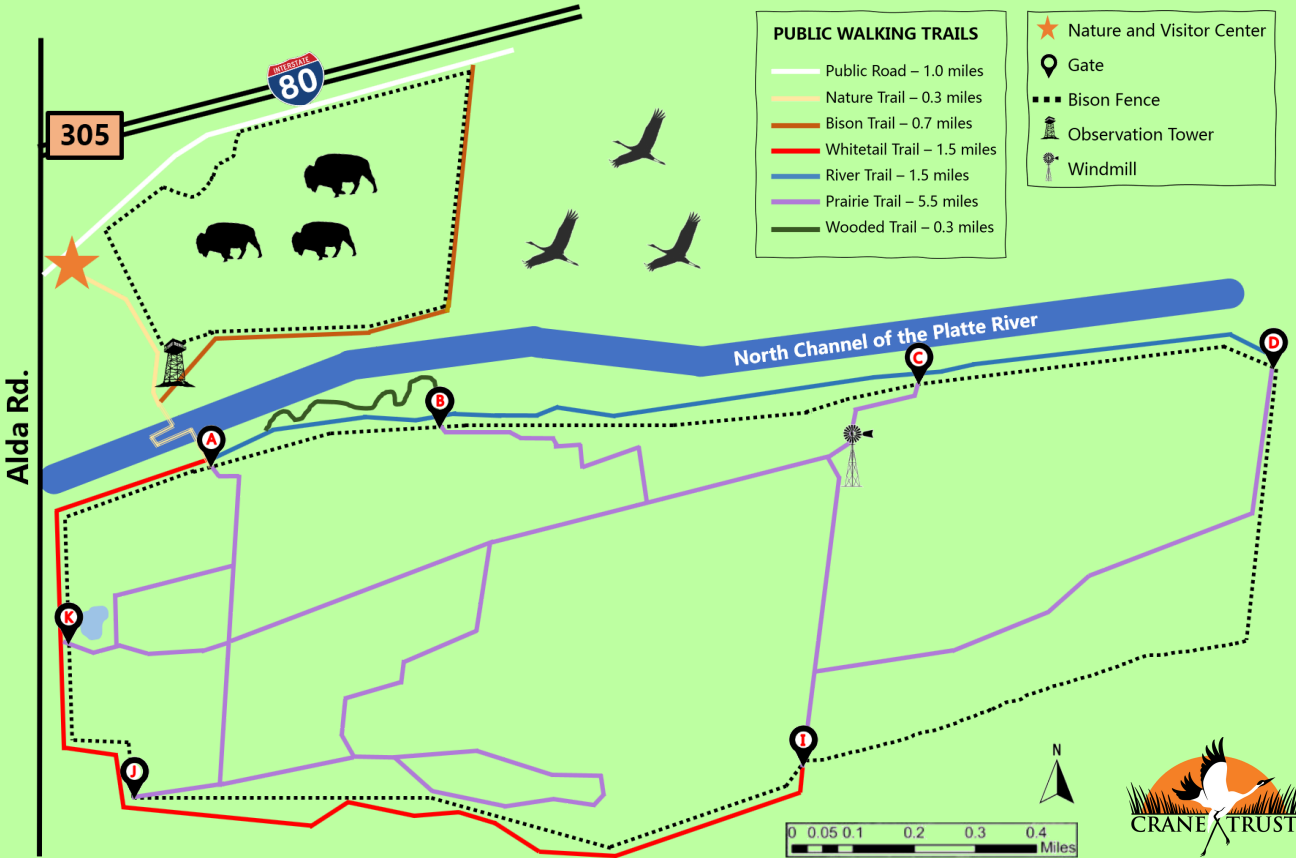 INTERSTATE
80
305
Alda Rd.
PUBLIC WALKING TRAILS
Public Road – 1.0 miles
Nature Trail – 0.3 miles
Bison Trail – 0.7 miles
Whitetail Trail – 1.5 miles
River Trail – 1.5 miles
Prairie Trail – 5.5 miles
Wooded Trail – 0.3 miles
Nature and Visitor Center
Gate
Bison Fence
Observation Tower
Windmill
North Channel of the Platte River
A
B
C
D
K
J
I
N
0 0.05 0.1 0.2 0.3 0.4
Miles
CRANE TRUST